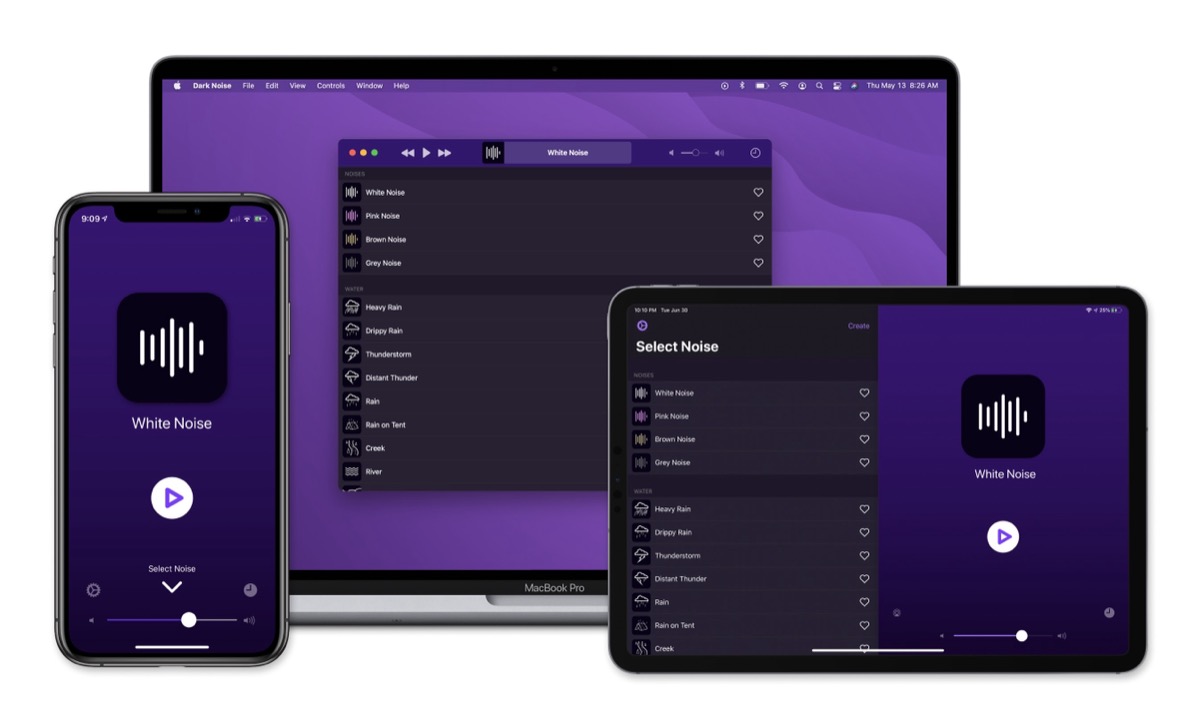 Dark Noise File Edit View Controls Window Help Thu May 13 8:26 AM
White Noise
NOISES
White Noise
Pink Noise
Brown Noise
Grey Noise
WATER
Heavy Rain
Drippy Rain
Thunderstorm
Distant Thunder
Rain
Rain on Tent
Creek
River
MacBook Pro
9:09
White Noise
Select Noise
10:10 PM Tue Jun 30 25%
Create
Select Noise
NOISES
White Noise
Pink Noise
Brown Noise
Grey Noise
WATER
Heavy Rain
Drippy Rain
Thunderstorm
Distant Thunder
Rain
Rain on Tent
Creek
White Noise